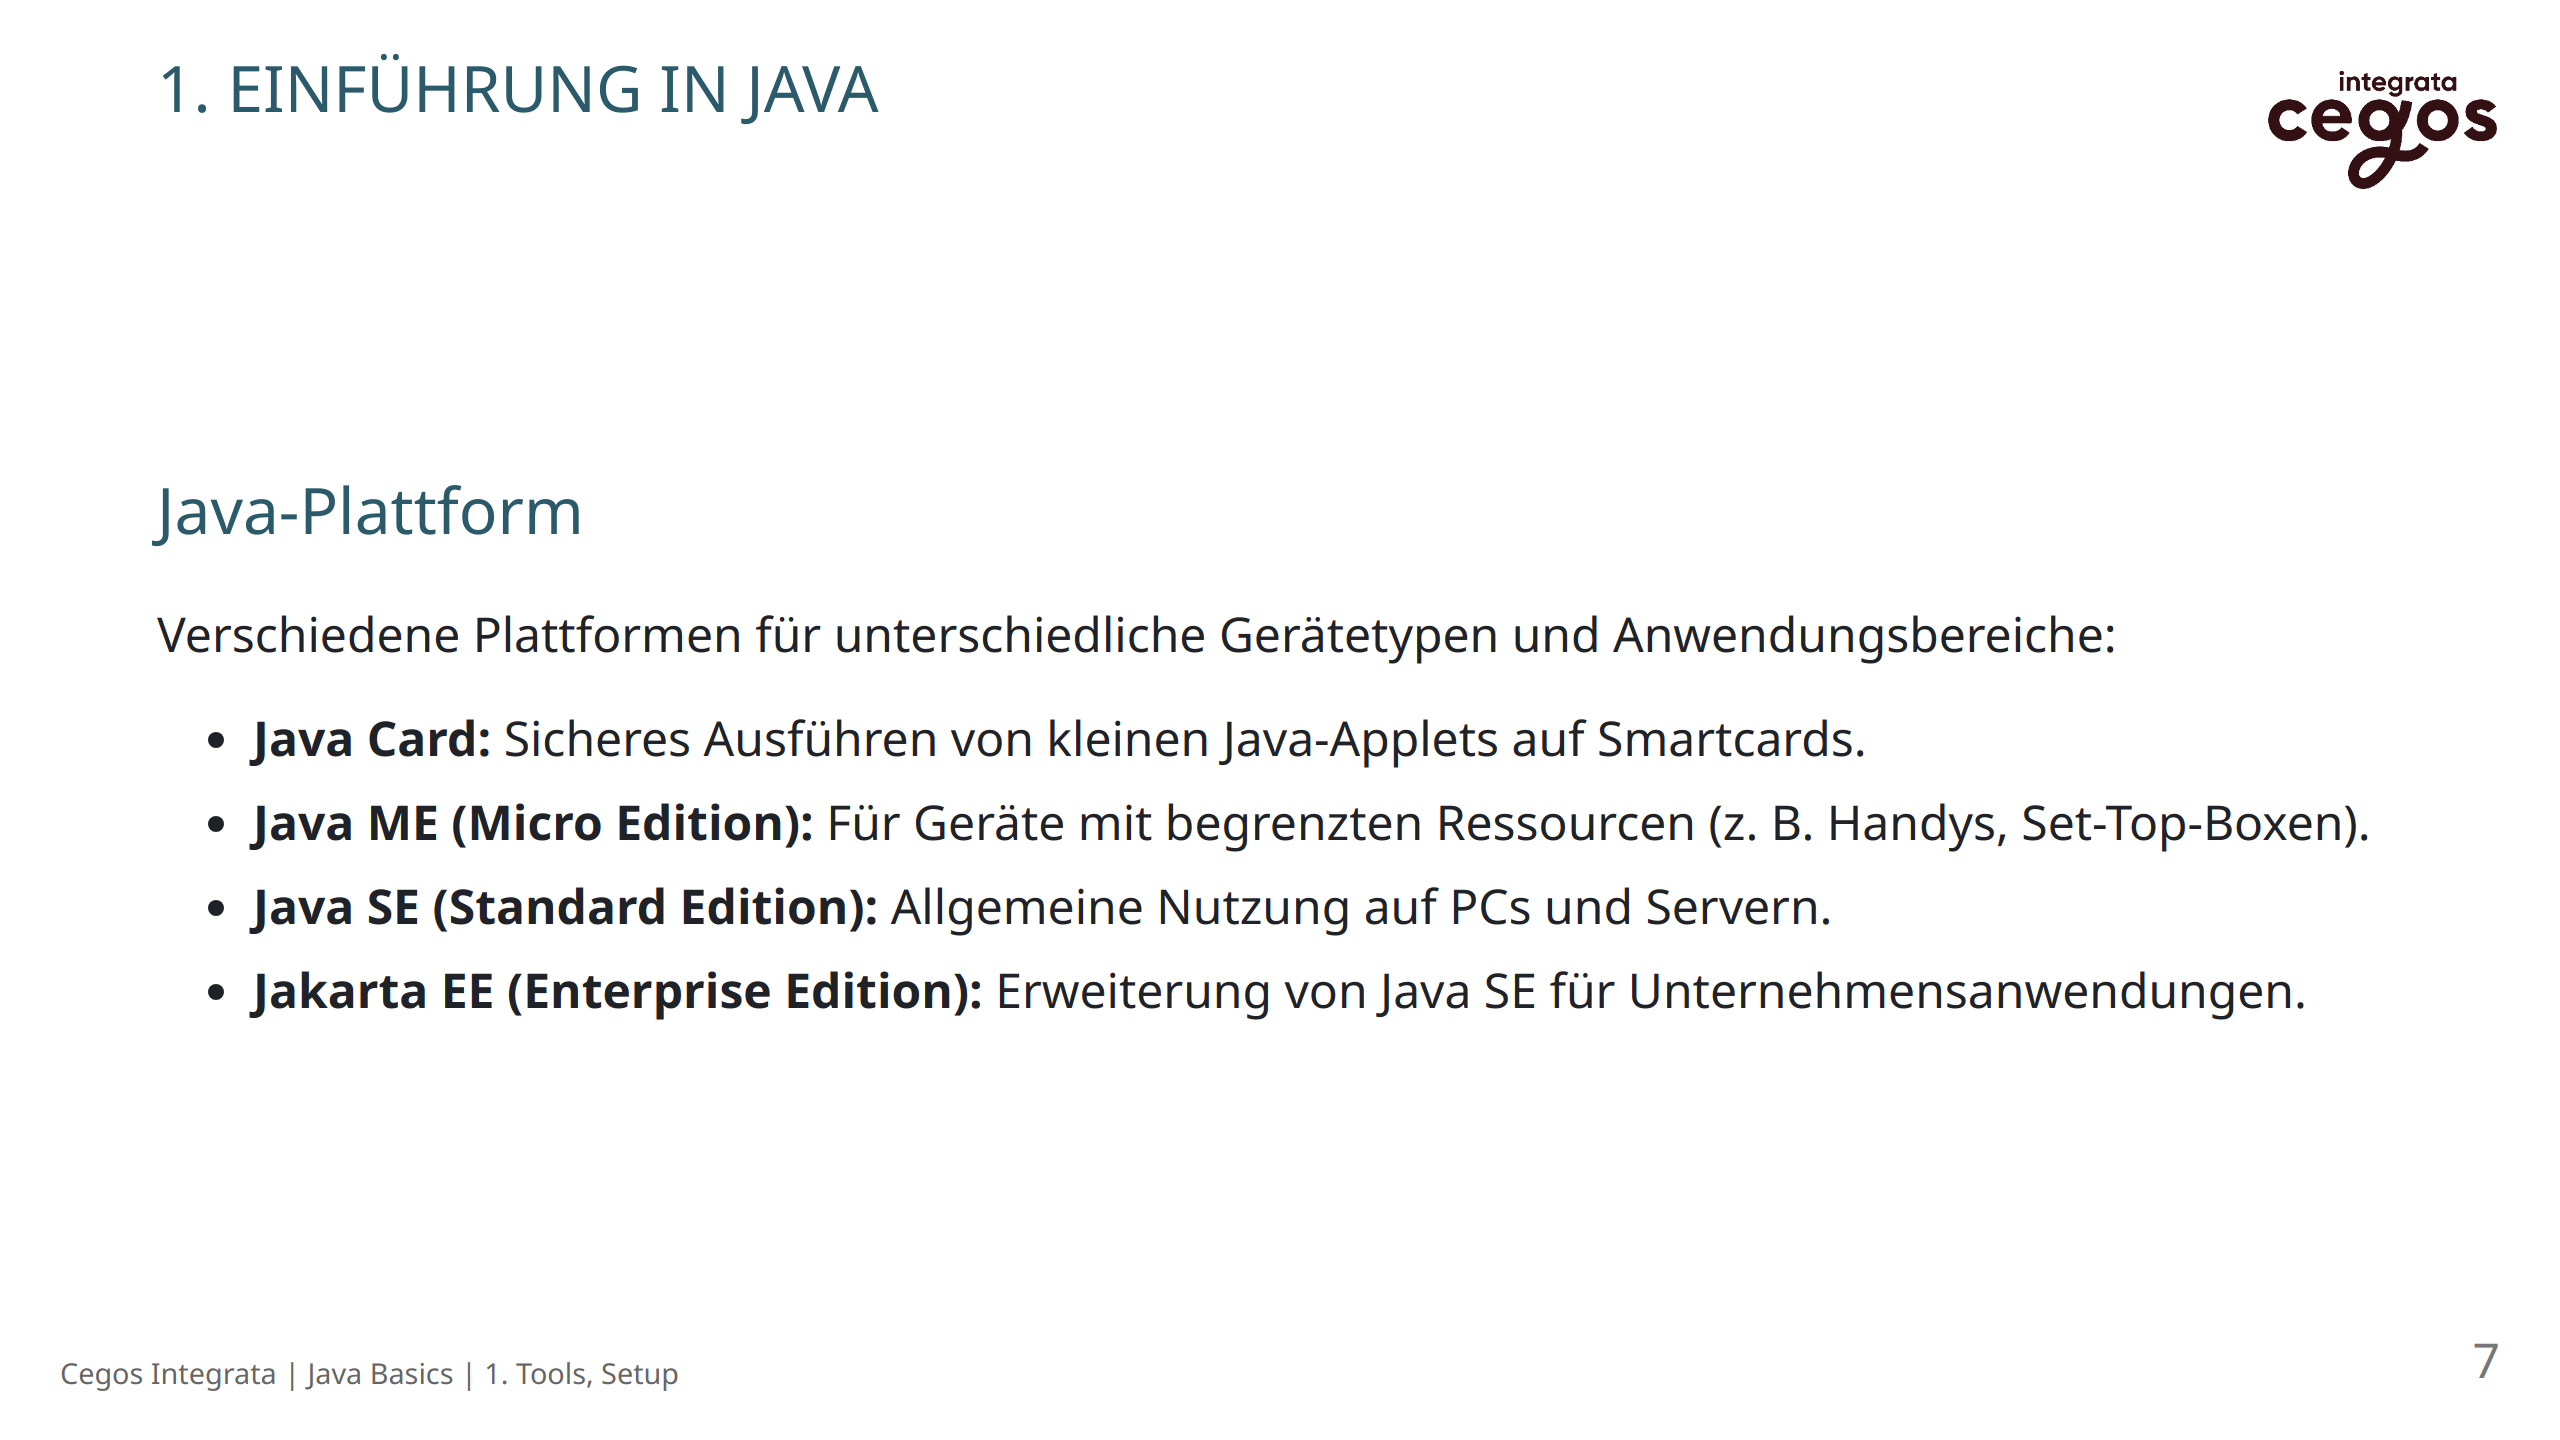 1. EINFÜHRUNG IN JAVA
integrata
cegos
Java-Plattform
Verschiedene Plattformen für unterschiedliche Gerätetypen und Anwendungsbereiche:
• Java Card: Sicheres Ausführen von kleinen Java-Applets auf Smartcards.
• Java ME (Micro Edition): Für Geräte mit begrenzten Ressourcen (z. B. Handys, Set-Top-Boxen).
• Java SE (Standard Edition): Allgemeine Nutzung auf PCs und Servern.
• Jakarta EE (Enterprise Edition): Erweiterung von Java SE für Unternehmensanwendungen.
Cegos Integrata | Java Basics | 1. Tools, Setup
7